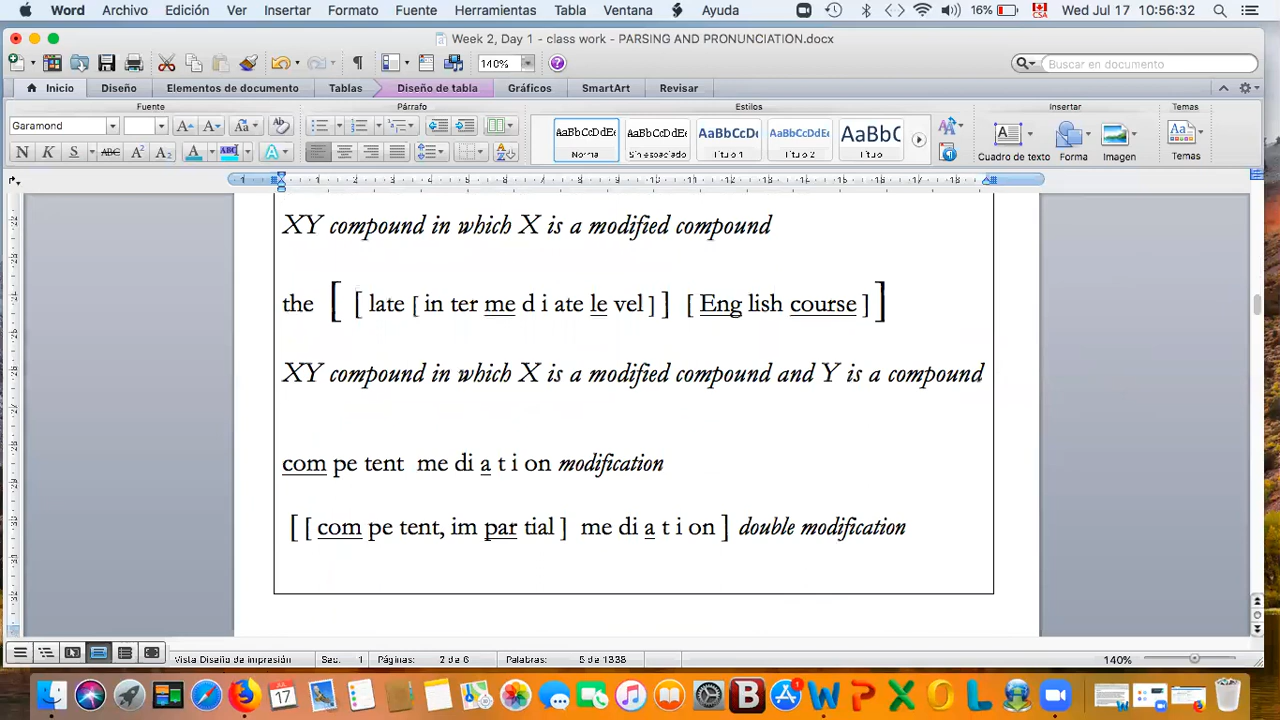 Word Archivo Edición Ver Insertar Formato Fuente Herramientas Tabla Ventana Ayuda 16% CSA Wed Jul 17 10:56:32
Week 2, Day 1 - class work - PARSING AND PRONUNCIATION.docx
140% Buscar en documento
Inicio Diseño Elementos de documento Tablas Diseño de tabla Gráficos SmartArt Revisar
Fuente Párrafo Estilos Insertar Temas
Garamond
AaBbCcDdEe AaBbCcDdEe AaBbCcDc AaBbCcDdEe AaBbC
Normal Sin espaciado Título 1 Título 2 Título
Cuadro de texto Forma Imagen Temas
XY compound in which X is a modified compound
the [ [ late [ in ter me d i ate le vel ] ] [ Eng lish course ] ]
XY compound in which X is a modified compound and Y is a compound
com pe tent me di a t i on modification
[ [ com pe tent, im par tial ] me di a t i on ] double modification
Vista Diseño de impresión Sec. 1 Páginas: 2 de 6 Palabras: 5 de 1338 140%